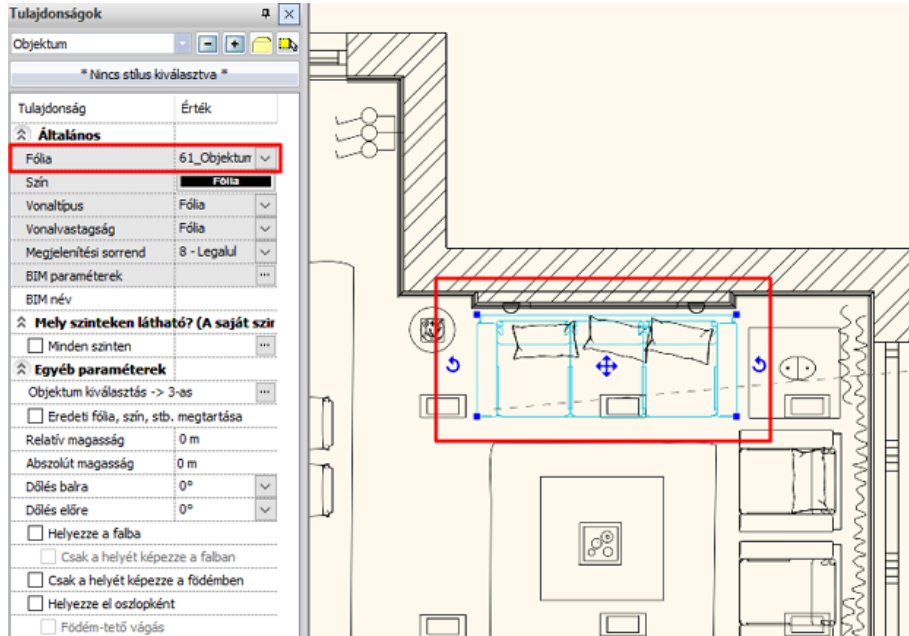 Tulajdonságok
Objektum
* Nincs stílus kiválasztva *
Tulajdonság Érték
Általános
Fólia 61_Objektum
Szín Fólia
Vonaltípus Fólia
Vonalvastagság Fólia
Megjelenítési sorrend 8 - Legalul
BIM paraméterek ...
BIM név
Mely szinteken látható? (A saját szir
Minden szinten ...
Egyéb paraméterek
Objektum kiválasztás -> 3-as ...
Eredeti fólia, szín, stb. megtartása
Relatív magasság 0 m
Abszolút magasság 0 m
Dőlés balra 0°
Dőlés előre 0°
Helyezze a falba
Csak a helyét képezze a falban
Csak a helyét képezze a födémben
Helyezze el oszlopként
Födém-tető vágás